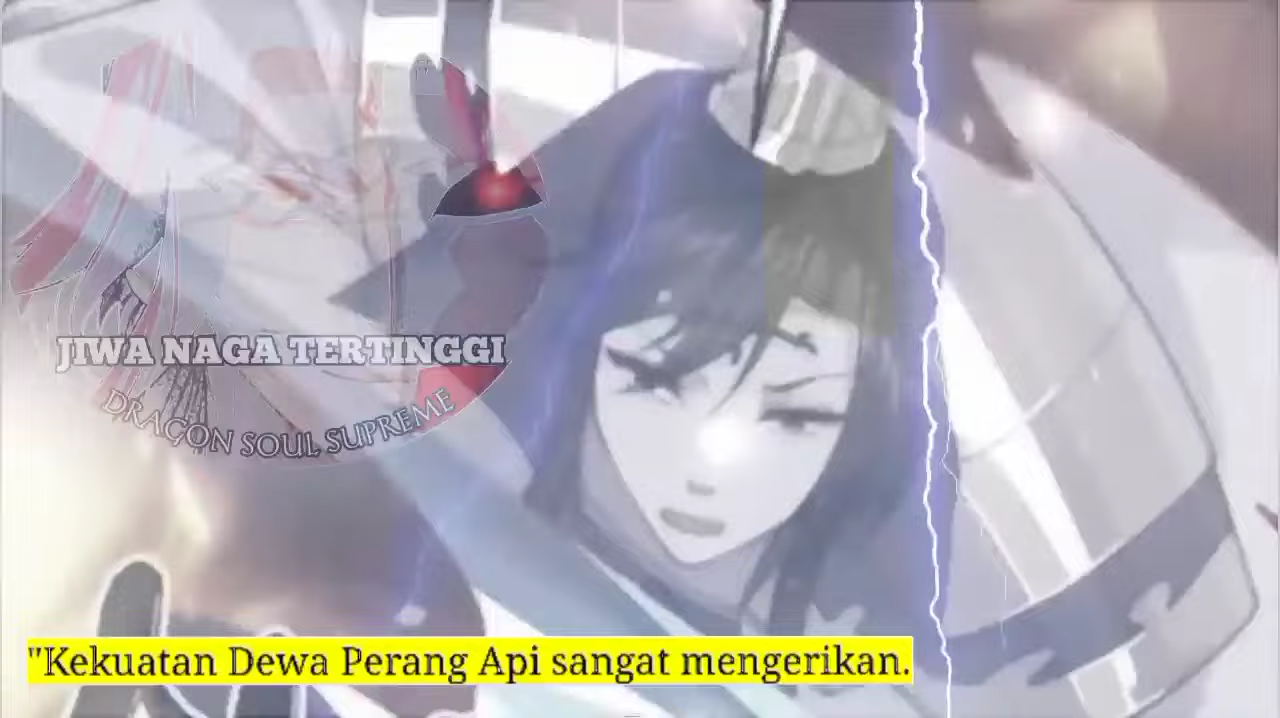 JIWA NAGA TERTINGGI
DRAGON SOUL SUPREME
"Kekuatan Dewa Perang Api sangat mengerikan.